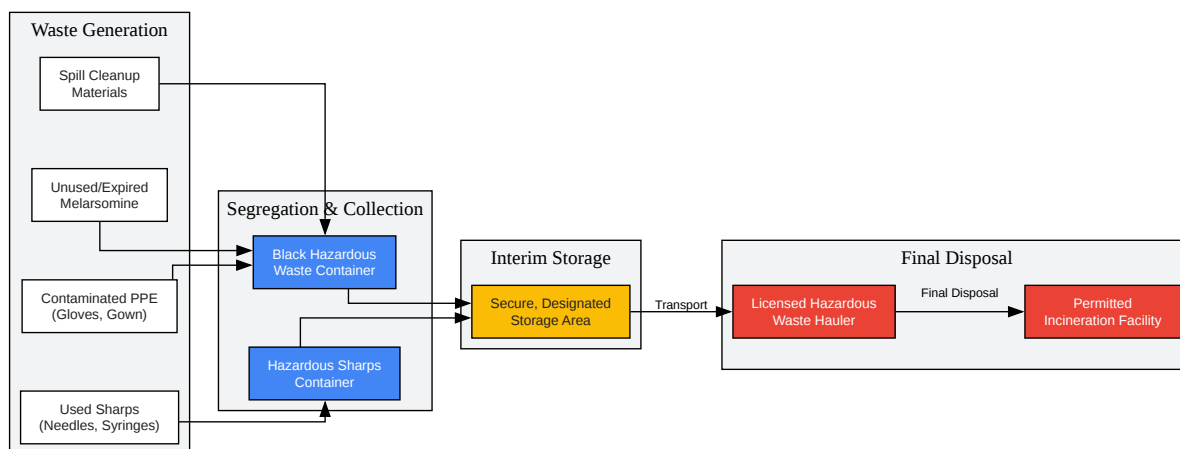 Waste Generation
Spill Cleanup
Materials
Unused/Expired
Melarsomine
Contaminated PPE
(Gloves, Gown)
Used Sharps
(Needles, Syringes)
Segregation & Collection
Black Hazardous
Waste Container
Hazardous Sharps
Container
Interim Storage
Secure, Designated
Storage Area
Transport
Final Disposal
Licensed Hazardous
Waste Hauler
Final Disposal
Permitted
Incineration Facility